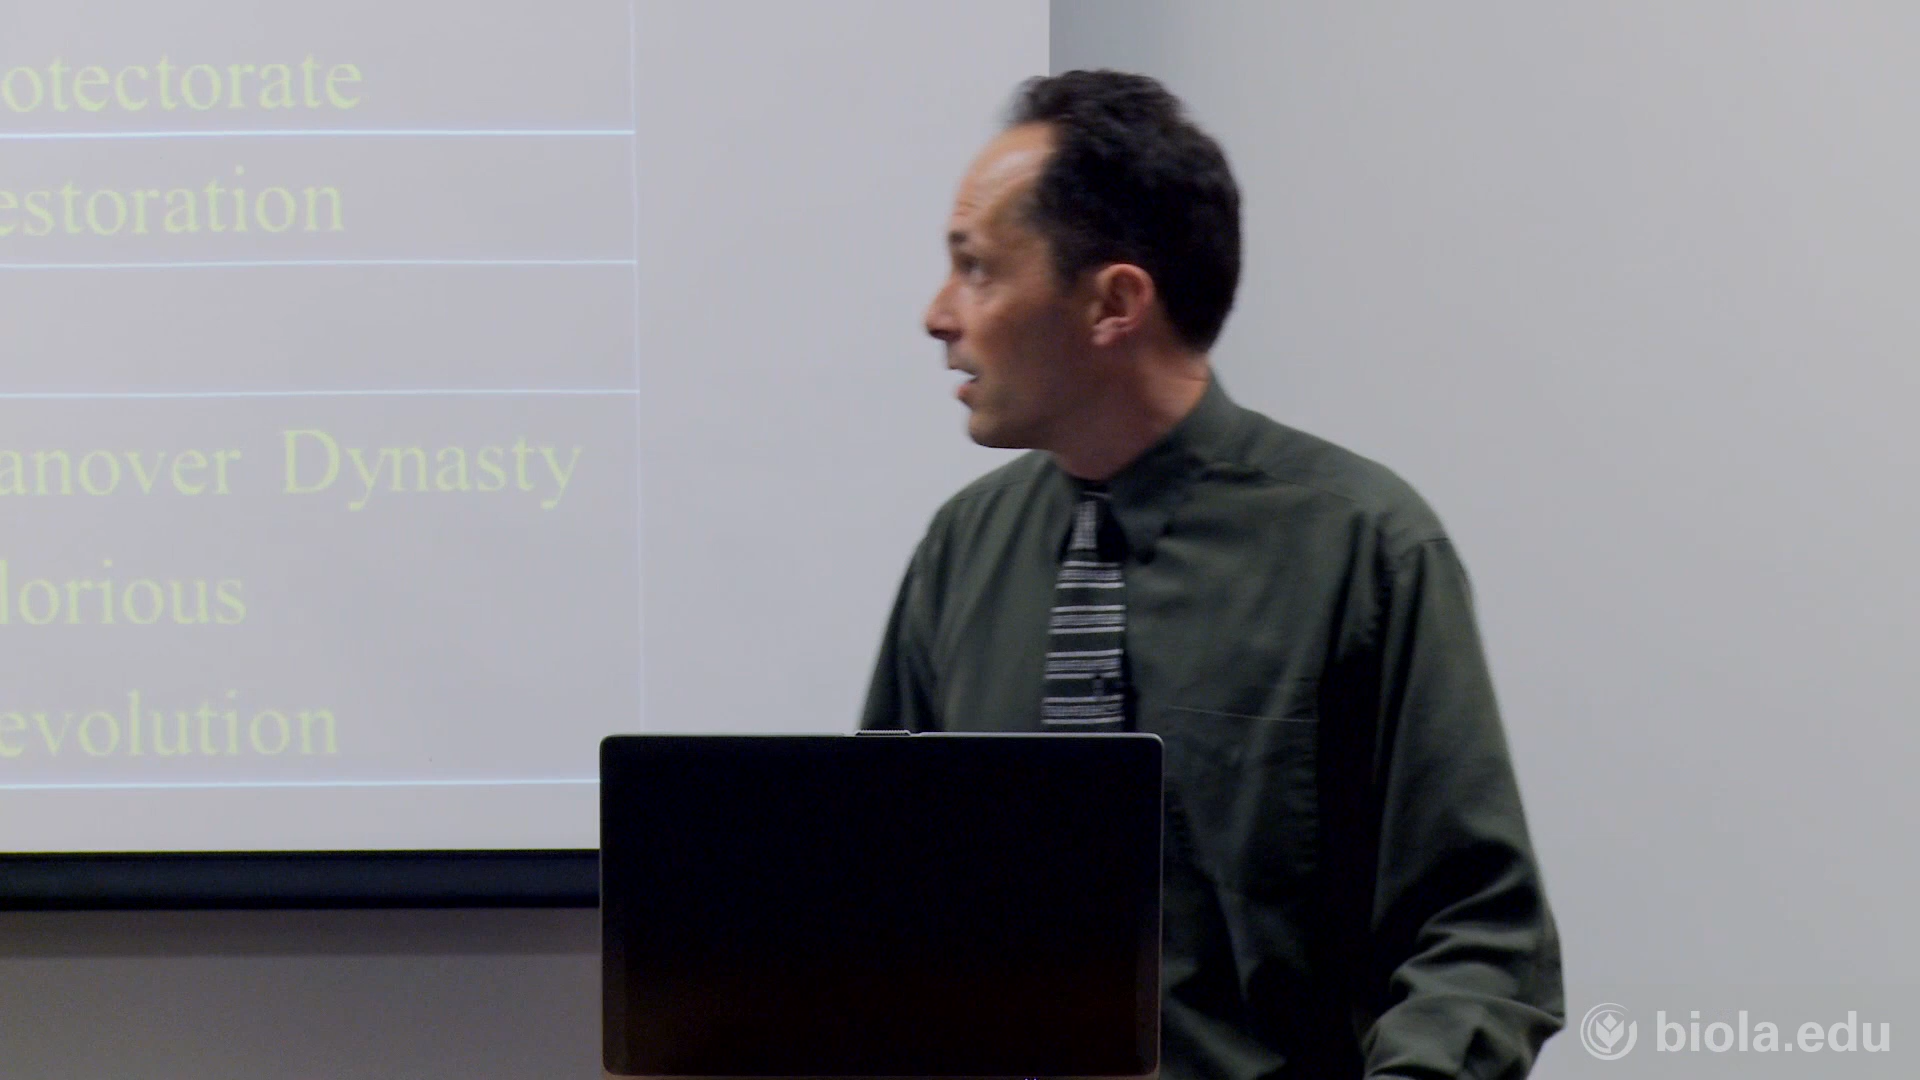 otectorate
estoration
anover Dynasty
lorious
evolution
biola.edu